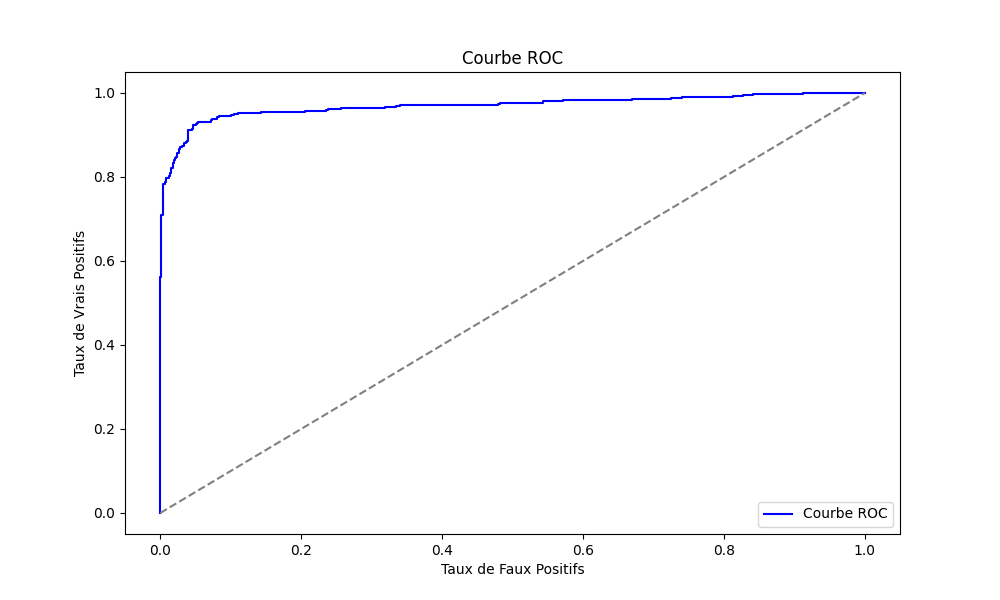 Courbe ROC
1.0
0.8
0.6
0.4
0.2
0.0
Taux de Vrais Positifs
Courbe ROC
0.0 0.2 0.4 0.6 0.8 1.0
Taux de Faux Positifs